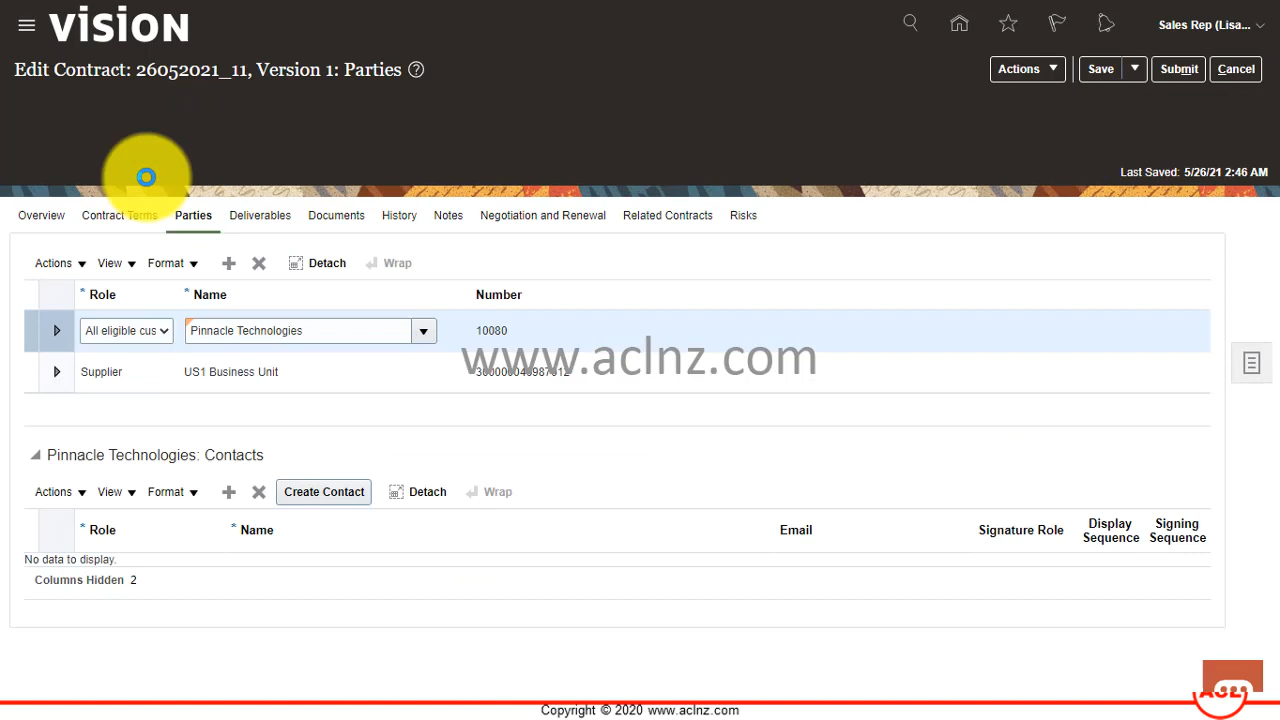 vision
Sales Rep (Lisa...
Edit Contract: 26052021_11, Version 1: Parties
Actions
Save
Submit
Cancel
Last Saved: 5/26/21 2:46 AM
Overview Contract Terms Parties Deliverables Documents History Notes Negotiation and Renewal Related Contracts Risks
Actions View Format Detach Wrap
* Role * Name Number
All eligible cus Pinnacle Technologies 10080
www.aclnz.com
Supplier US1 Business Unit
Pinnacle Technologies: Contacts
Actions View Format Create Contact Detach Wrap
* Role * Name Email Signature Role Display Sequence Signing Sequence
No data to display.
Columns Hidden 2
Copyright © 2020 www.aclnz.com